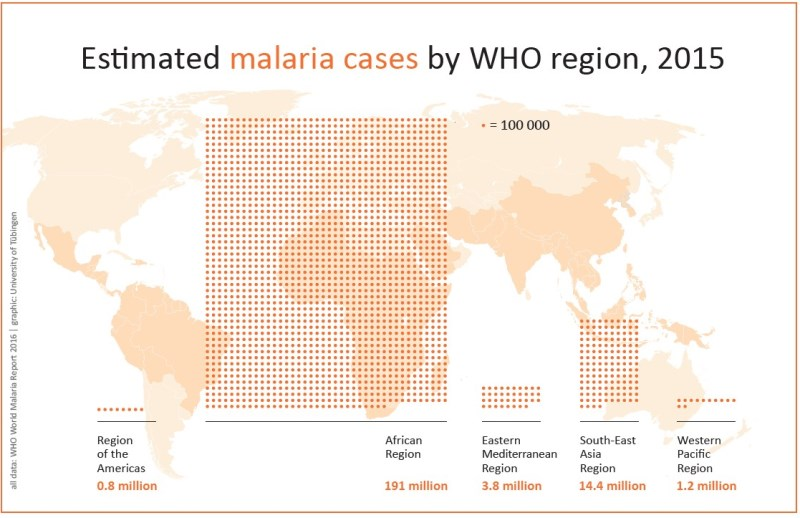 Estimated malaria cases by WHO region, 2015
= 100 000
all data: WHO World Malaria Report 2016 | graphic: University of Tübingen
Region
of the
Americas
0.8 million
African
Region
191 million
Eastern
Mediterranean
Region
3.8 million
South-East
Asia
Region
14.4 million
Western
Pacific
Region
1.2 million